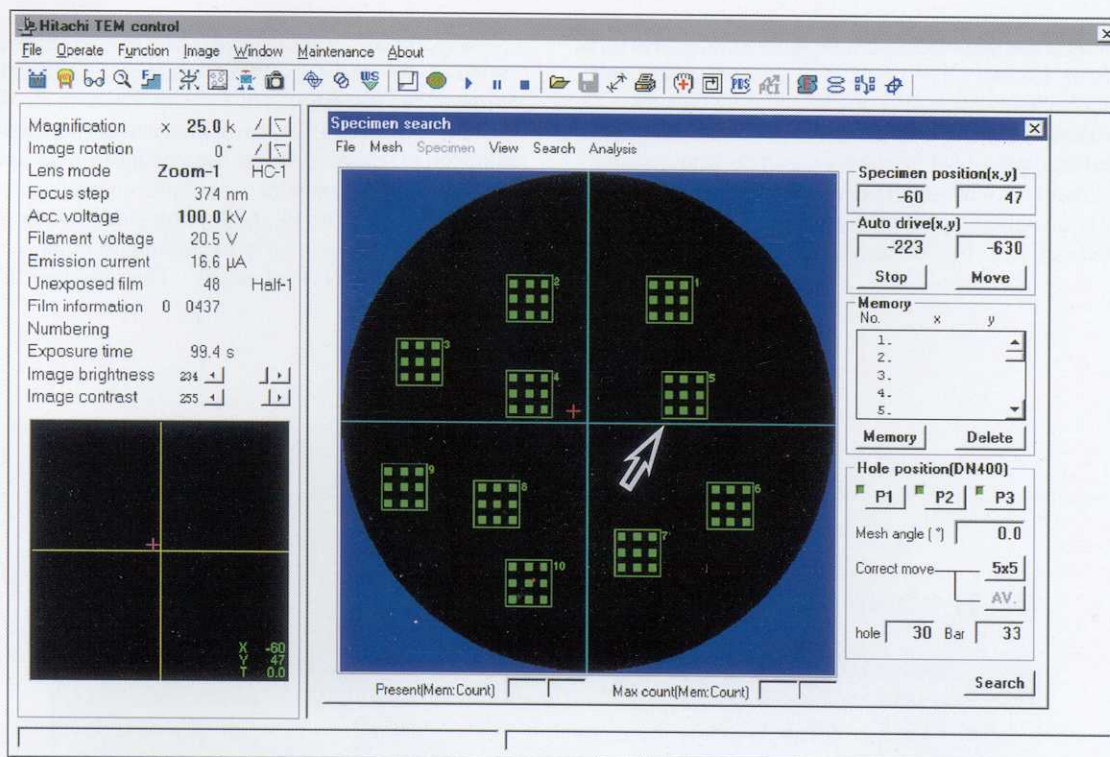 Hitachi TEM control
File Operate Function Image Window Maintenance About
Magnification x 25.0 k
Image rotation 0°
Lens mode Zoom-1 HC-1
Focus step 374 nm
Acc. voltage 100.0 kV
Filament voltage 20.5 V
Emission current 16.6 µA
Unexposed film 48 Half-1
Film information 0 0437
Numbering
Exposure time 99.4 s
Image brightness 234
Image contrast 255
X -60
Y 47
T 0.0
Specimen search
File Mesh Specimen View Search Analysis
2
1
3
4
5
9
8
6
7
10
Present(Mem:Count) Max count(Mem:Count)
Specimen position(x,y)
-60 47
Auto drive(x,y)
-223 -630
Stop Move
Memory
No. x y
1.
2.
3.
4.
5.
Memory Delete
Hole position(DN400)
P1 P2 P3
Mesh angle (°) 0.0
Correct move 5x5
AV.
hole 30 Bar 33
Search